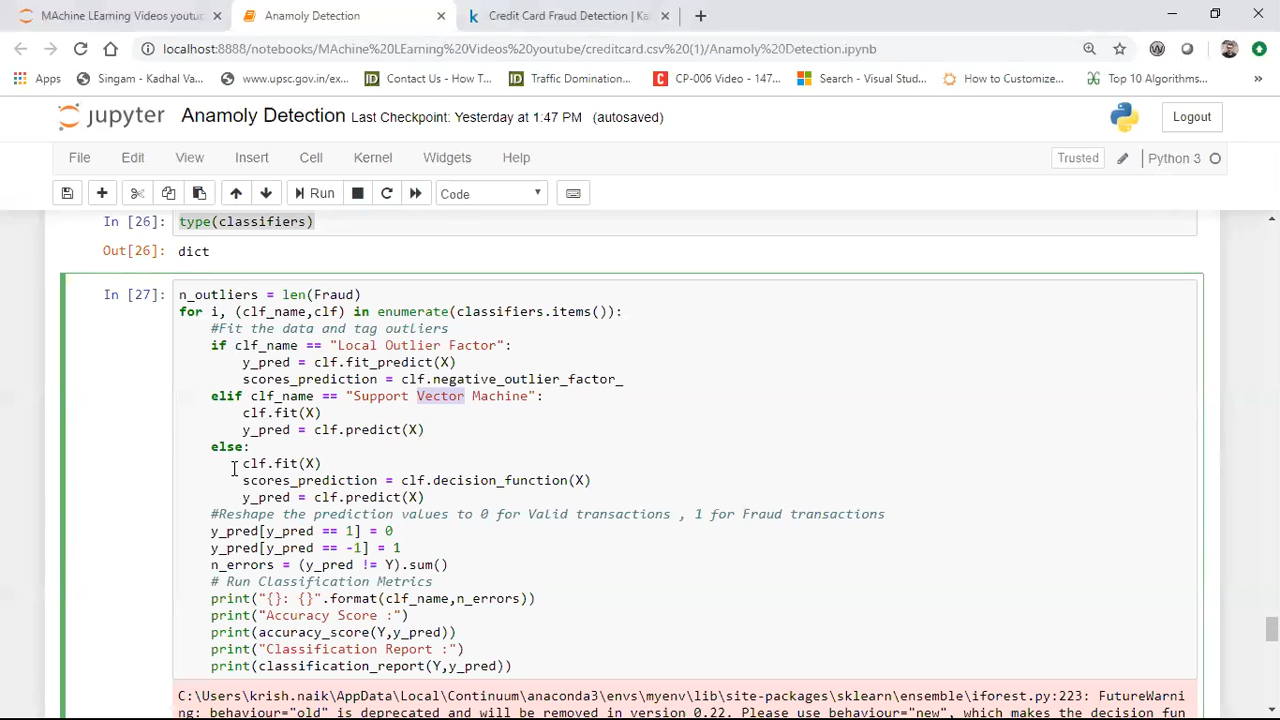 MAchine LEarning Videos youtu
Anamoly Detection
Credit Card Fraud Detection | Ka
localhost:8888/notebooks/MAchine%20LEarning%20Videos%20youtube/creditcard.csv%20(1)/Anamoly%20Detection.ipynb
Apps
Singam - Kadhal Va...
www.upsc.gov.in/ex...
Contact Us - How T...
Traffic Domination...
CP-006 Video - 147...
Search - Visual Stud...
How to Customize...
Top 10 Algorithms...
»
jupyter Anamoly Detection Last Checkpoint: Yesterday at 1:47 PM (autosaved)
Logout
File Edit View Insert Cell Kernel Widgets Help
Trusted
Python 3
Run
Code
In [26]: type(classifiers)
Out[26]: dict
In [27]: n_outliers = len(Fraud)
for i, (clf_name,clf) in enumerate(classifiers.items()):
#Fit the data and tag outliers
if clf_name == "Local Outlier Factor":
y_pred = clf.fit_predict(X)
scores_prediction = clf.negative_outlier_factor_
elif clf_name == "Support Vector Machine":
clf.fit(X)
y_pred = clf.predict(X)
else:
clf.fit(X)
scores_prediction = clf.decision_function(X)
y_pred = clf.predict(X)
#Reshape the prediction values to 0 for Valid transactions , 1 for Fraud transactions
y_pred[y_pred == 1] = 0
y_pred[y_pred == -1] = 1
n_errors = (y_pred != Y).sum()
# Run Classification Metrics
print("{}: {}".format(clf_name,n_errors))
print("Accuracy Score :")
print(accuracy_score(Y,y_pred))
print("Classification Report :")
print(classification_report(Y,y_pred))
C:\Users\krish.naik\AppData\Local\Continuum\anaconda3\envs\myenv\lib\site-packages\sklearn\ensemble\iforest.py:223: FutureWarni
ng: behaviour="old" is deprecated and will be removed in version 0.22. Please use behaviour="new", which makes the decision_fun